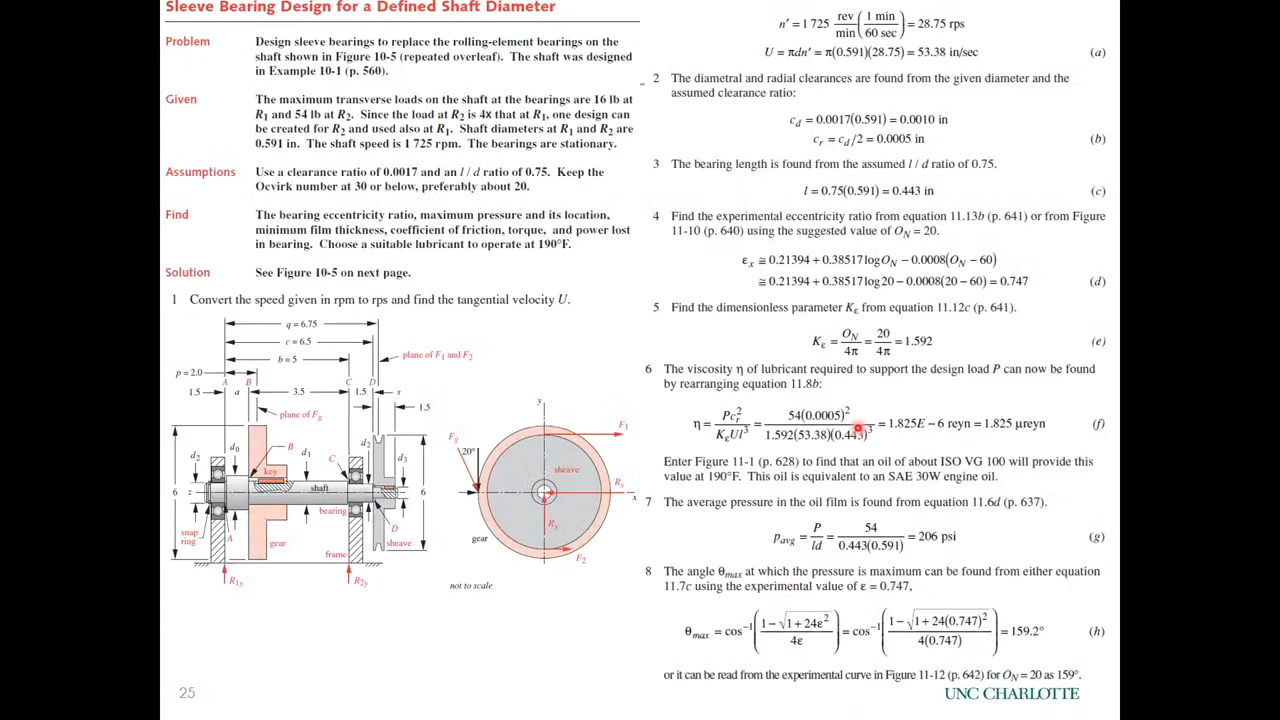 Sleeve Bearing Design for a Defined Shaft Diameter
Problem
Design sleeve bearings to replace the rolling-element bearings on the
shaft shown in Figure 10-5 (repeated overleaf). The shaft was designed
in Example 10-1 (p. 560).
Given
The maximum transverse loads on the shaft at the bearings are 16 lb at
R1 and 54 lb at R2. Since the load at R2 is 4x that at R1, one design can
be created for R2 and used also at R1. Shaft diameters at R1 and R2 are
0.591 in. The shaft speed is 1 725 rpm. The bearings are stationary.
Assumptions
Use a clearance ratio of 0.0017 and an l / d ratio of 0.75. Keep the
Ocvirk number at 30 or below, preferably about 20.
Find
The bearing eccentricity ratio, maximum pressure and its location,
minimum film thickness, coefficient of friction, torque, and power lost
in bearing. Choose a suitable lubricant to operate at 190°F.
Solution
See Figure 10-5 on next page.
1 Convert the speed given in rpm to rps and find the tangential velocity U.
q = 6.75
c = 6.5
b = 5
p = 2.0
A B C D
1.5 a 3.5 1.5 s
1.5
plane of F1 and F2
plane of Fg
d2 d0 B d1 C d2 d3
key
6 z shaft 6
bearing
snap ring
A
gear
frame
D
sheave
R1y
R2y
y
F1
Fg
20°
sheave
Rx
x
Ry
gear
F2
not to scale
n′ = 1 725 rev/min (1 min/60 sec) = 28.75 rps
U = πdn′ = π(0.591)(28.75) = 53.38 in/sec (a)
2 The diametral and radial clearances are found from the given diameter and the
assumed clearance ratio:
cd = 0.0017(0.591) = 0.0010 in
cr = cd /2 = 0.0005 in (b)
3 The bearing length is found from the assumed l / d ratio of 0.75.
l = 0.75(0.591) = 0.443 in (c)
4 Find the experimental eccentricity ratio from equation 11.13b (p. 641) or from Figure
11-10 (p. 640) using the suggested value of ON = 20.
εx ≅ 0.21394 + 0.38517 log ON − 0.0008(ON − 60)
≅ 0.21394 + 0.38517 log 20 − 0.0008(20 − 60) = 0.747 (d)
5 Find the dimensionless parameter Kε from equation 11.12c (p. 641).
Kε = ON/4π = 20/4π = 1.592 (e)
6 The viscosity η of lubricant required to support the design load P can now be found
by rearranging equation 11.8b:
η = Pcr²/KεUl³ = 54(0.0005)²/1.592(53.38)(0.443)³ = 1.825E − 6 reyn = 1.825 μreyn (f)
Enter Figure 11-1 (p. 628) to find that an oil of about ISO VG 100 will provide this
value at 190°F. This oil is equivalent to an SAE 30W engine oil.
7 The average pressure in the oil film is found from equation 11.6d (p. 637).
pavg = P/ld = 54/0.443(0.591) = 206 psi (g)
8 The angle θmax at which the pressure is maximum can be found from either equation
11.7c using the experimental value of ε = 0.747,
θmax = cos⁻¹((1 − √(1 + 24ε²))/4ε) = cos⁻¹((1 − √(1 + 24(0.747)²))/4(0.747)) = 159.2° (h)
or it can be read from the experimental curve in Figure 11-12 (p. 642) for ON = 20 as 159°.
25
UNC CHARLOTTE